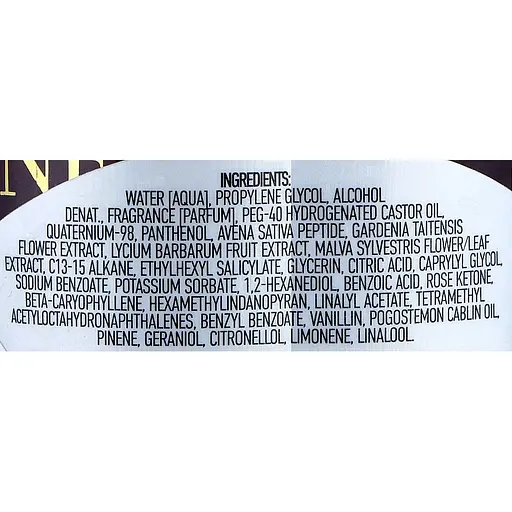 NE
INGREDIENTS:
WATER [AQUA], PROPYLENE GLYCOL, ALCOHOL
DENAT., FRAGRANCE [PARFUM], PEG-40 HYDROGENATED CASTOR OIL,
QUATERNIUM-98, PANTHENOL, AVENA SATIVA PEPTIDE, GARDENIA TAITENSIS
FLOWER EXTRACT, LYCIUM BARBARUM FRUIT EXTRACT, MALVA SYLVESTRIS FLOWER/LEAF
EXTRACT, C13-15 ALKANE, ETHYLHEXYL SALICYLATE, GLYCERIN, CITRIC ACID, CAPRYLYL GLYCOL,
SODIUM BENZOATE, POTASSIUM SORBATE, 1,2-HEXANEDIOL, BENZOIC ACID, ROSE KETONE,
BETA-CARYOPHYLLENE, HEXAMETHYLINDANOPYRAN, LINALYL ACETATE, TETRAMETHYL
ACETYLOCTAHYDRONAPHTHALENES, BENZYL BENZOATE, VANILLIN, POGOSTEMON CABLIN OIL,
PINENE, GERANIOL, CITRONELLOL, LIMONENE, LINALOOL.